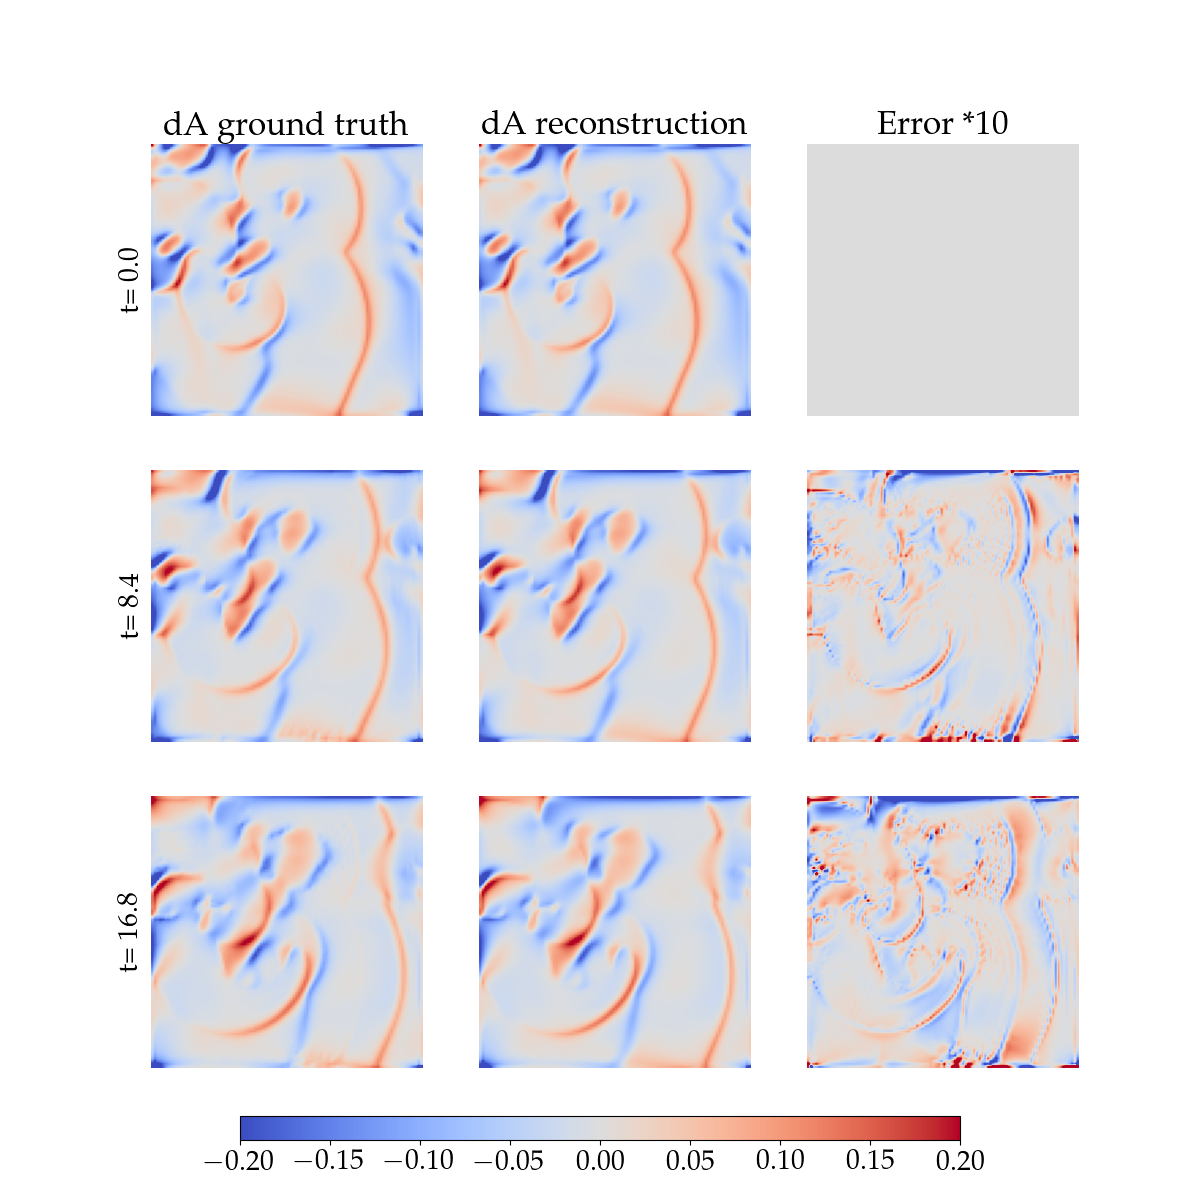 dA ground truth
dA reconstruction
Error *10
t= 0.0
t= 8.4
t= 16.8
−0.20 −0.15 −0.10 −0.05 0.00 0.05 0.10 0.15 0.20